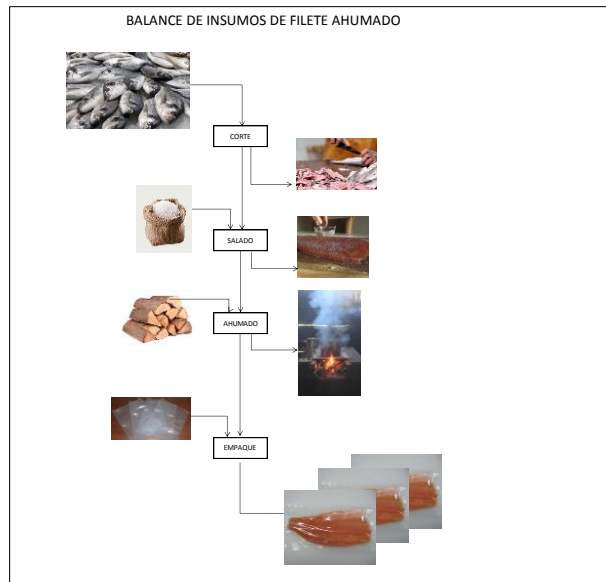 BALANCE DE INSUMOS DE FILETE AHUMADO
CORTE
SALADO
AHUMADO
EMPAQUE